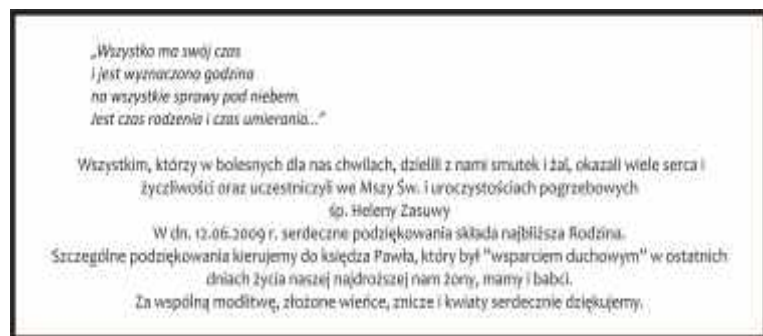 „Wszystko ma swój czas
i jest wyznaczona godzina
na wszystkie sprawy pod niebem.
Jest czas rodzenia i czas umierania..."
Wszystkim, którzy w bolesnych dla nas chwilach, dzielili z nami smutek i żal, okazali wiele serca i
życzliwości oraz uczestniczyli we Mszy Św. i uroczystościach pogrzebowych
śp. Heleny Zasuwy
W dn. 12.06.2009 r. serdeczne podziękowania składa najbliższa Rodzina.
Szczególne podziękowania kierujemy do księdza Pawła, który był "wsparciem duchowym" w ostatnich
dniach życia naszej najdroższej nam żony, mamy i babci.
Za wspólną modlitwę, złożone wieńce, znicze i kwiaty serdecznie dziękujemy.